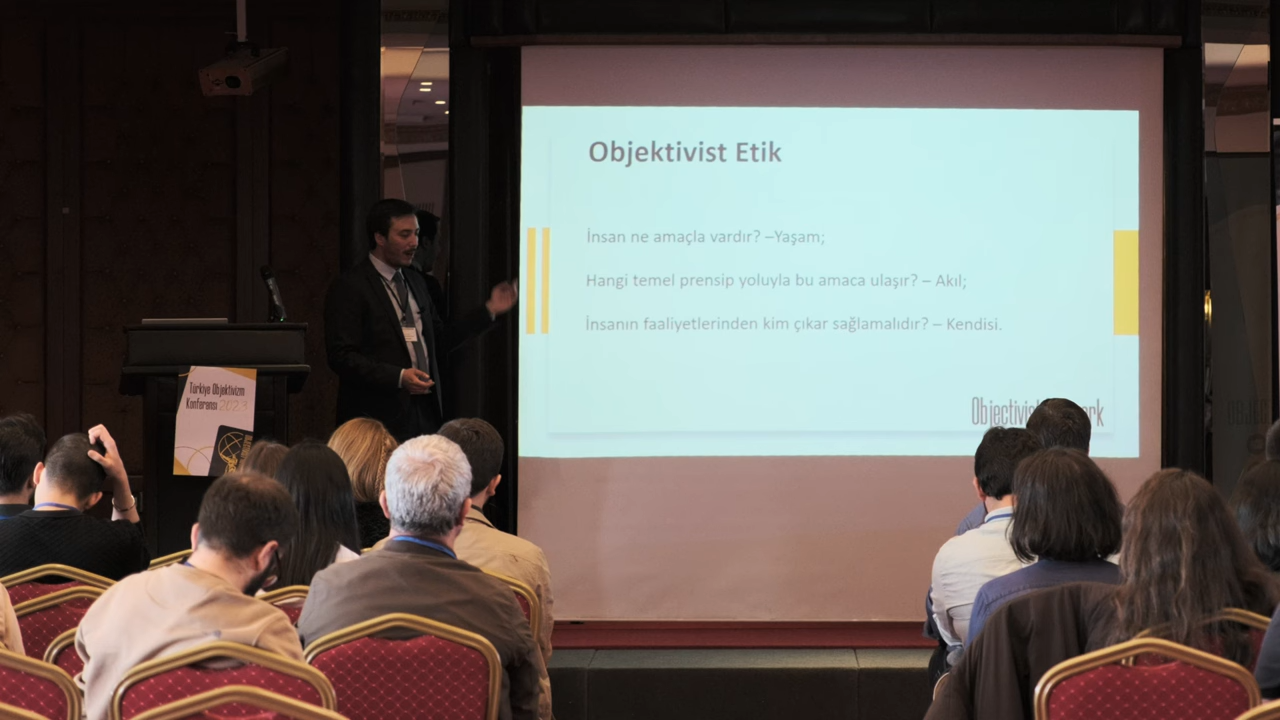 Objektivist Etik
İnsan ne amaçla vardır? –Yaşam;
Hangi temel prensip yoluyla bu amaca ulaşır? – Akıl;
İnsanın faaliyetlerinden kim çıkar sağlamalıdır? – Kendisi.
Türkiye Objektivizm
Konferansı 2023